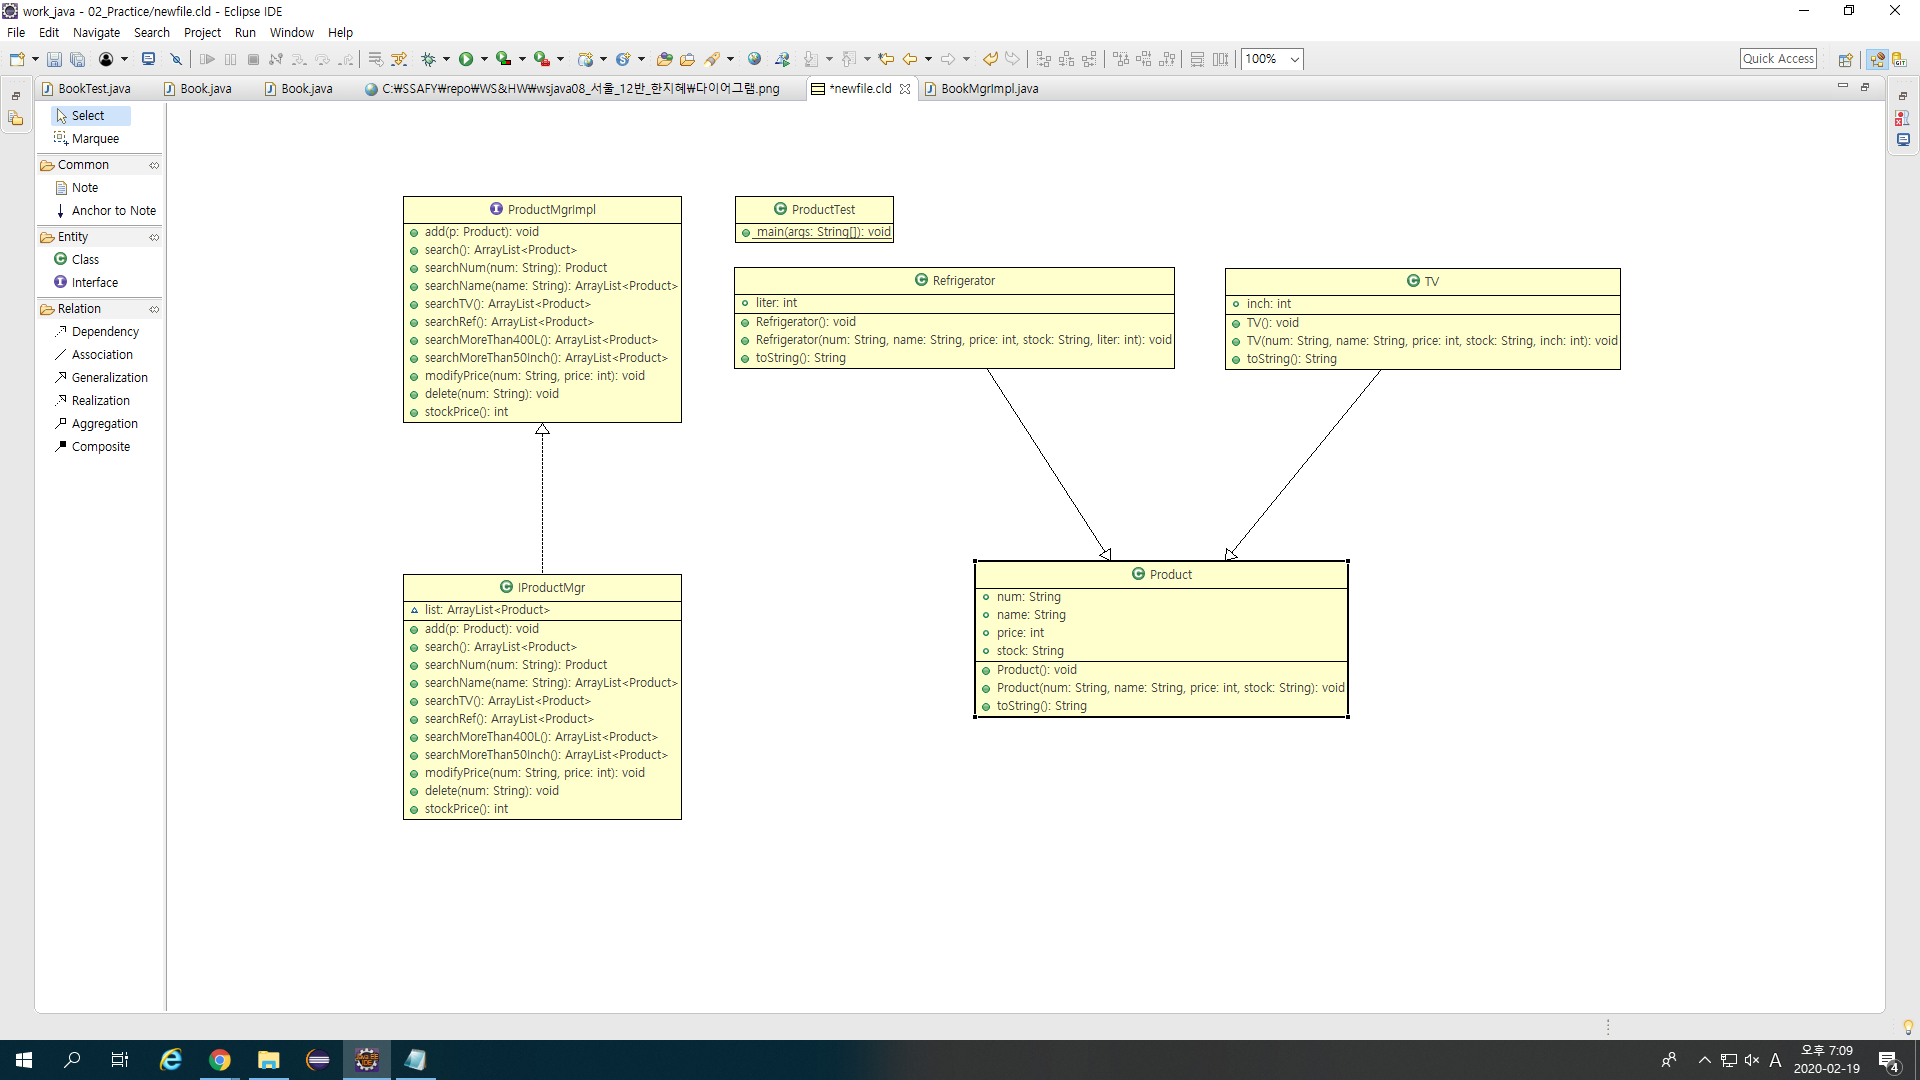 work_java - 02_Practice/newfile.cld - Eclipse IDE
File Edit Navigate Search Project Run Window Help
100%
Quick Access
BookTest.java
Book.java
Book.java
C:₩SSAFY₩repo₩WS&HW₩wsjava08_서울_12반_한지혜₩다이어그램.png
*newfile.cld
BookMgrImpl.java
Select
Marquee
Common
Note
Anchor to Note
Entity
Class
Interface
Relation
Dependency
Association
Generalization
Realization
Aggregation
Composite
ProductMgrImpl
add(p: Product): void
search(): ArrayList<Product>
searchNum(num: String): Product
searchName(name: String): ArrayList<Product>
searchTV(): ArrayList<Product>
searchRef(): ArrayList<Product>
searchMoreThan400L(): ArrayList<Product>
searchMoreThan50Inch(): ArrayList<Product>
modifyPrice(num: String, price: int): void
delete(num: String): void
stockPrice(): int
ProductTest
main(args: String[]): void
Refrigerator
liter: int
Refrigerator(): void
Refrigerator(num: String, name: String, price: int, stock: String, liter: int): void
toString(): String
TV
inch: int
TV(): void
TV(num: String, name: String, price: int, stock: String, inch: int): void
toString(): String
IProductMgr
list: ArrayList<Product>
add(p: Product): void
search(): ArrayList<Product>
searchNum(num: String): Product
searchName(name: String): ArrayList<Product>
searchTV(): ArrayList<Product>
searchRef(): ArrayList<Product>
searchMoreThan400L(): ArrayList<Product>
searchMoreThan50Inch(): ArrayList<Product>
modifyPrice(num: String, price: int): void
delete(num: String): void
stockPrice(): int
Product
num: String
name: String
price: int
stock: String
Product(): void
Product(num: String, name: String, price: int, stock: String): void
toString(): String
A
오후 7:09
2020-02-19
4